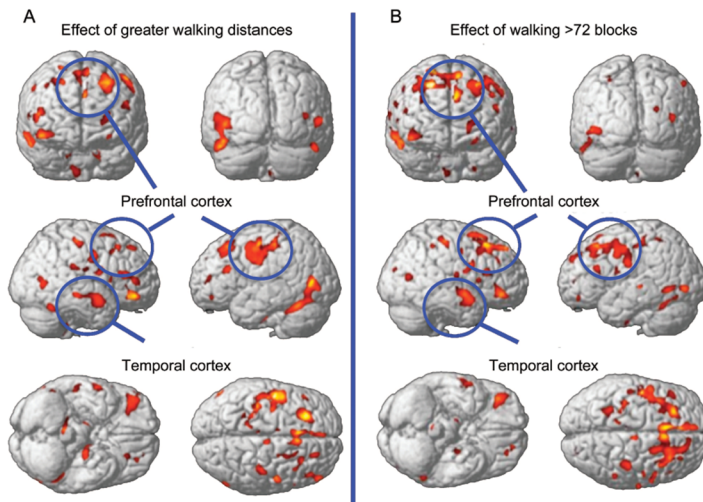 A
Effect of greater walking distances
Prefrontal cortex
Temporal cortex
B
Effect of walking >72 blocks
Prefrontal cortex
Temporal cortex